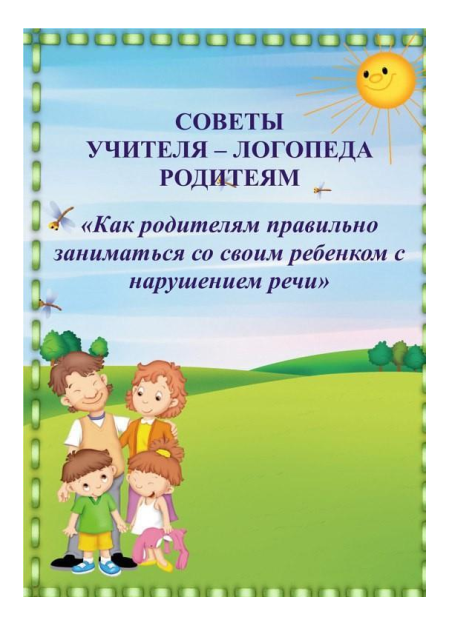 СОВЕТЫ
УЧИТЕЛЯ – ЛОГОПЕДА
РОДИТЕЯМ
«Как родителям правильно
заниматься со своим ребенком с
нарушением речи»